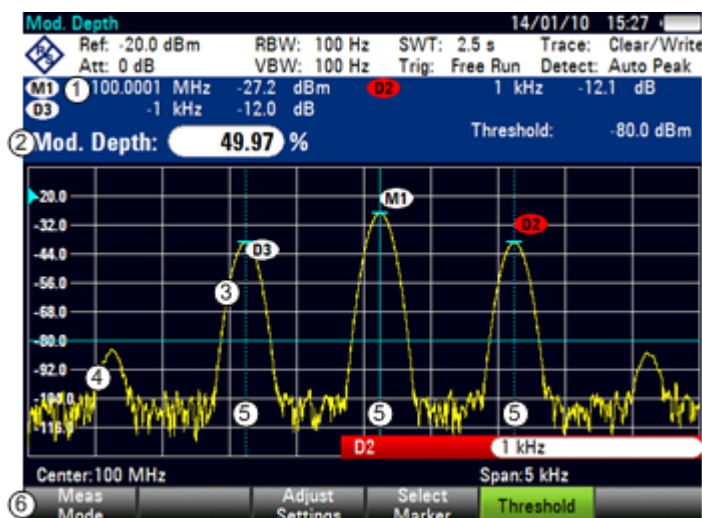 Mod. Depth 14/01/10 15:27
R S Ref: -20.0 dBm RBW: 100 Hz SWT: 2.5 s Trace: Clear/Write
Att: 0 dB VBW: 100 Hz Trig: Free Run Detect: Auto Peak
M1 1 100.0001 MHz -27.2 dBm D2 1 kHz -12.1 dB
D3 -1 kHz -12.0 dB
Threshold: -80.0 dBm
2 Mod. Depth: 49.97 %
-20.0
M1
-32.0
D2
-44.0
D3
-56.0
3
-68.0
-80.0
-92.0
4
5 5 5
-116.0
D2 1 kHz
Center:100 MHz Span:5 kHz
6 Meas Mode Adjust Settings Select Marker Threshold